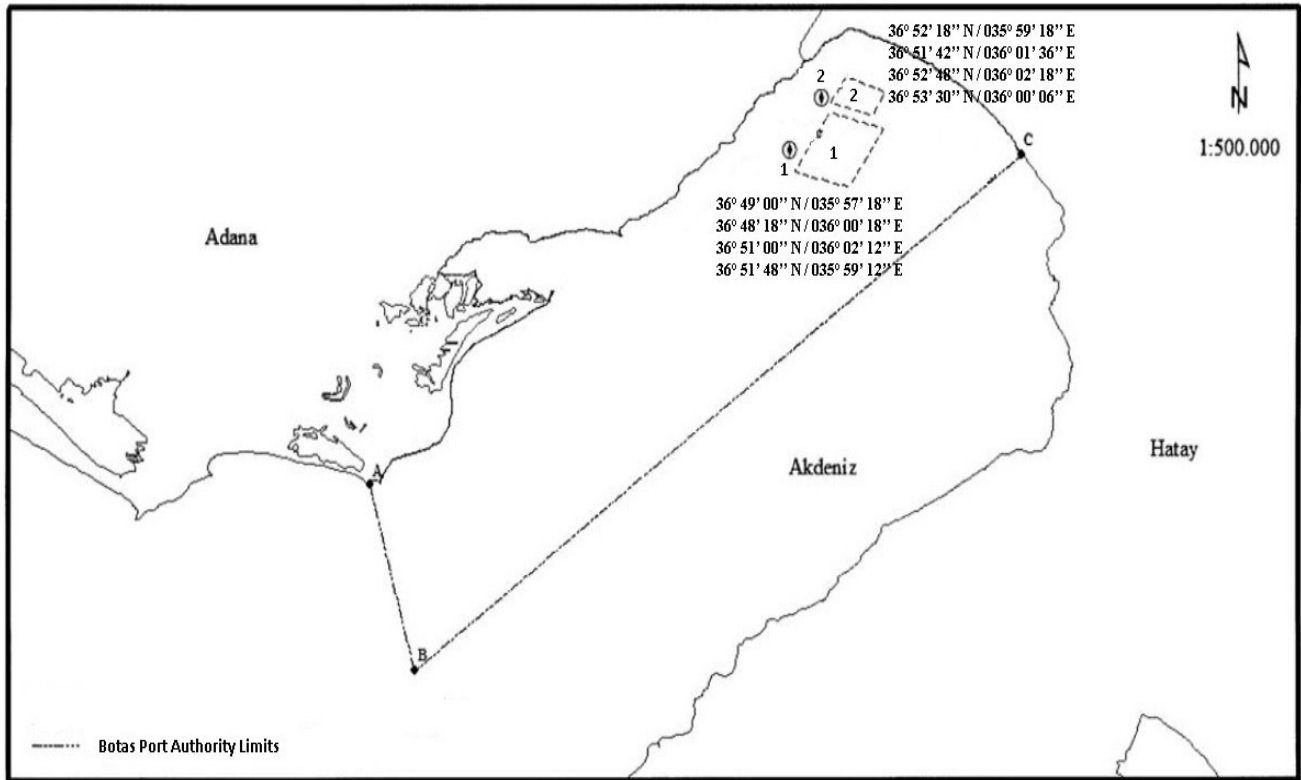 36° 52' 18'' N / 035° 59' 18'' E
36° 51' 42'' N / 036° 01' 36'' E
36° 52' 48'' N / 036° 02' 18'' E
36° 53' 30'' N / 036° 00' 06'' E
2
2
N
1:500.000
C
1
1
36° 49' 00'' N / 035° 57' 18'' E
36° 48' 18'' N / 036° 00' 18'' E
36° 51' 00'' N / 036° 02' 12'' E
36° 51' 48'' N / 035° 59' 12'' E
Adana
Hatay
Akdeniz
A
B
Botas Port Authority Limits